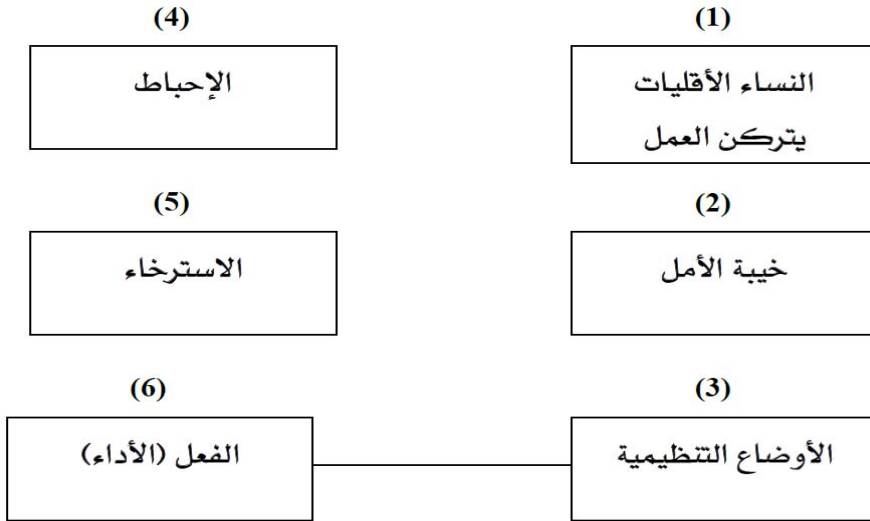 (1)
النساء الأقليات
يتركن العمل
(4)
الإحباط
(2)
خيبة الأمل
(5)
الاسترخاء
(3)
الأوضاع التنظيمية
(6)
الفعل (الأداء)